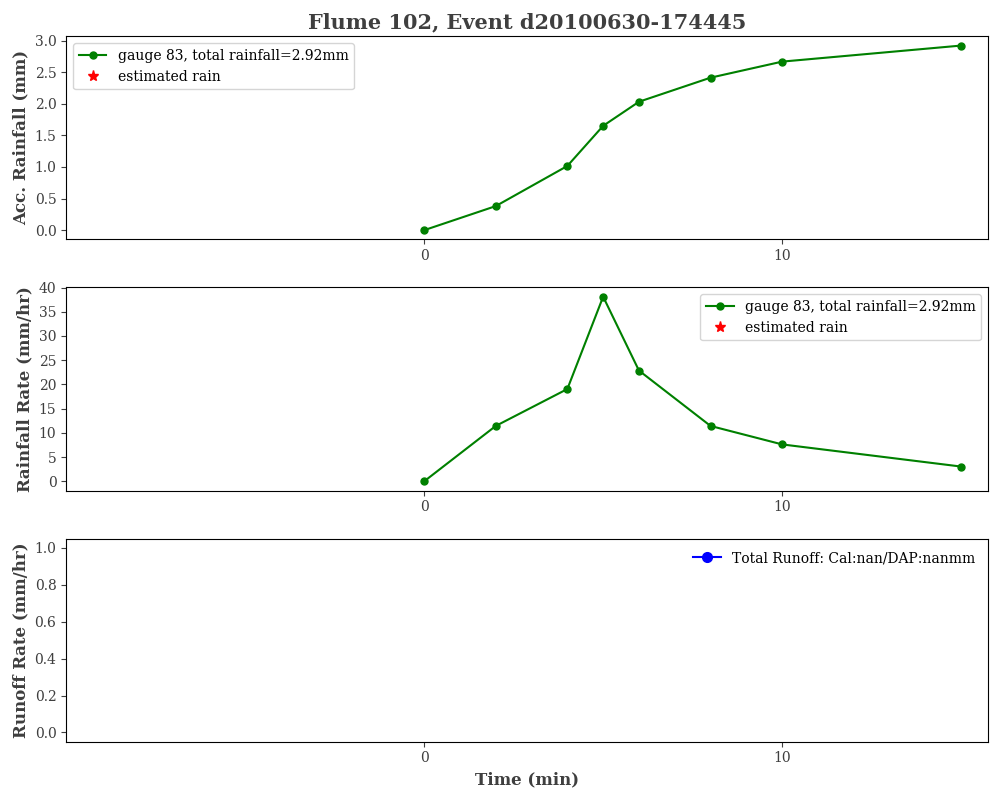 Flume 102, Event d20100630-174445
Acc. Rainfall (mm)
3.0
2.5
2.0
1.5
1.0
0.5
0.0
gauge 83, total rainfall=2.92mm
estimated rain
0 10
Rainfall Rate (mm/hr)
40
35
30
25
20
15
10
5
0
gauge 83, total rainfall=2.92mm
estimated rain
0 10
Runoff Rate (mm/hr)
1.0
0.8
0.6
0.4
0.2
0.0
Total Runoff: Cal:nan/DAP:nanmm
0 10
Time (min)